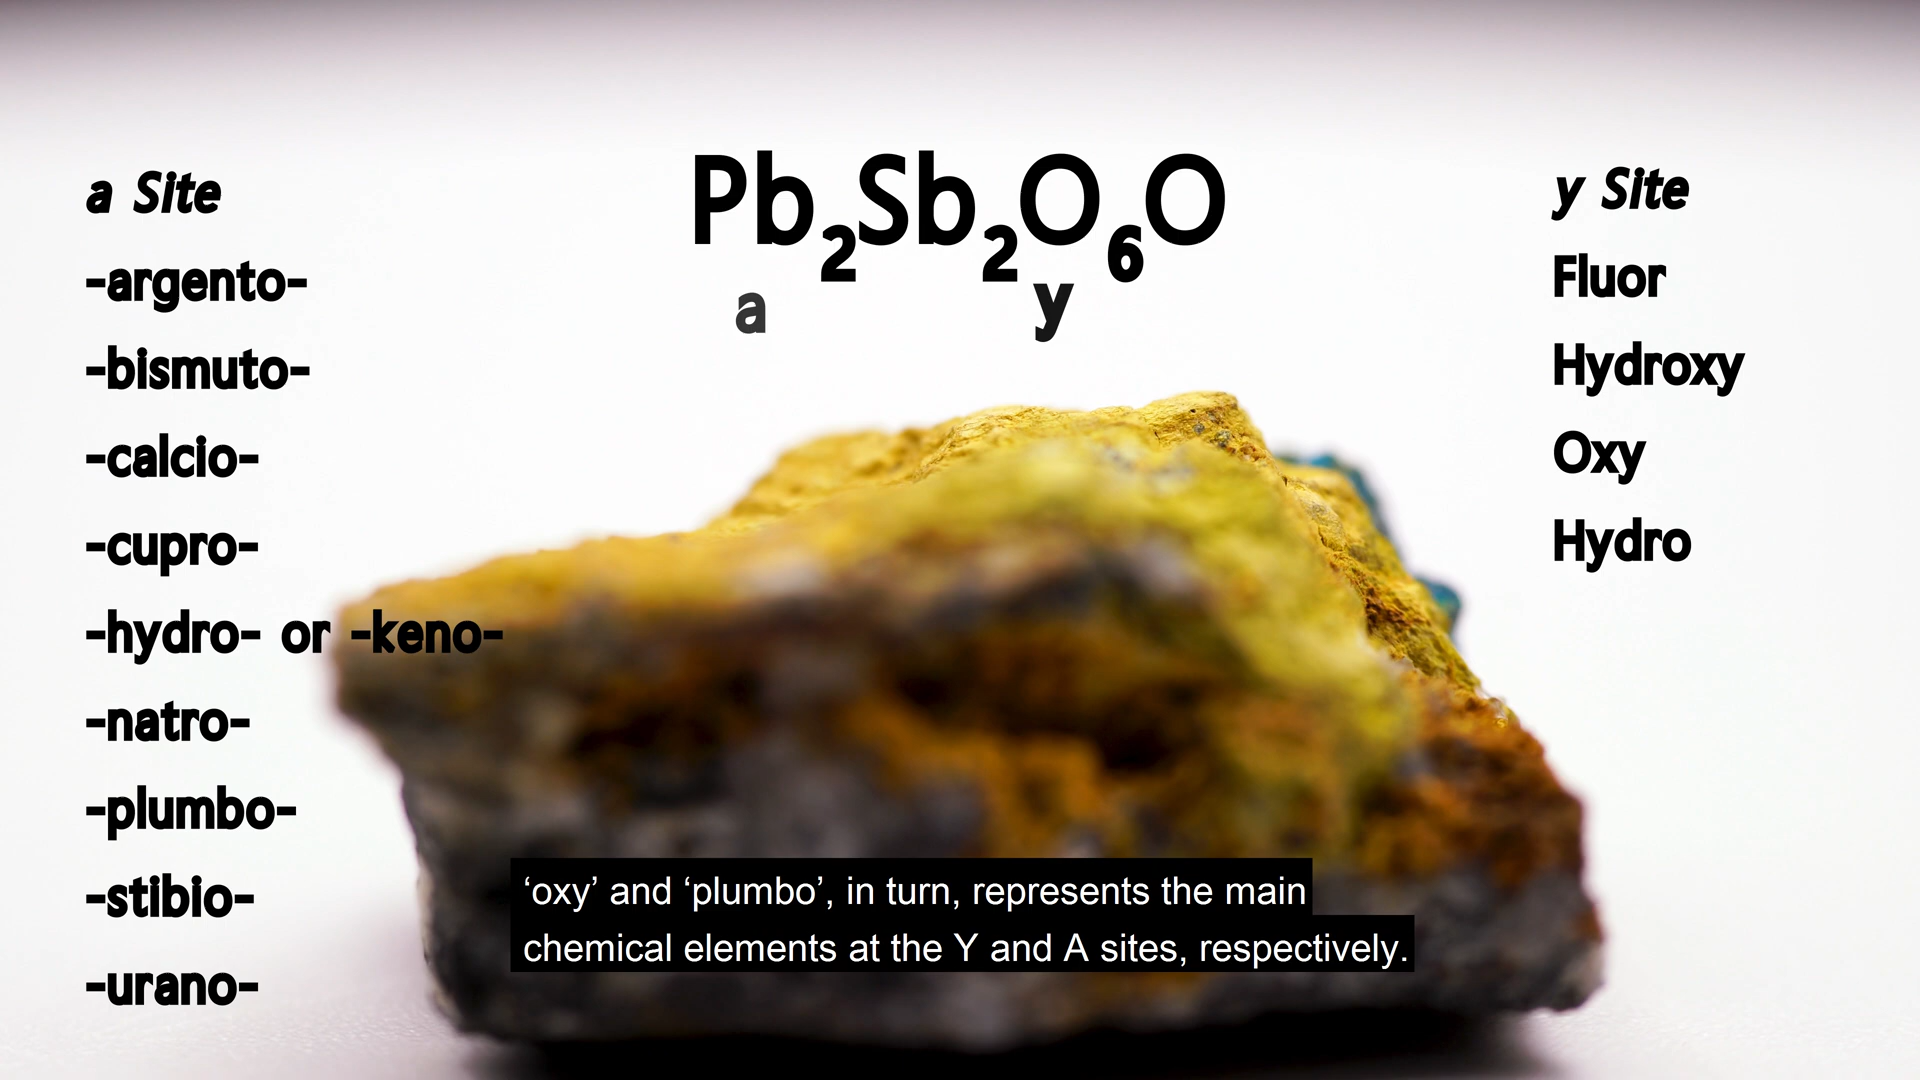 a Site
-argento-
-bismuto-
-calcio-
-cupro-
-hydro- or -keno-
-natro-
-plumbo-
-stibio-
-urano-
Pb₂Sb₂O₆O
a
y
y Site
Fluor
Hydroxy
Oxy
Hydro
‘oxy’ and ‘plumbo’, in turn, represents the main
chemical elements at the Y and A sites, respectively.